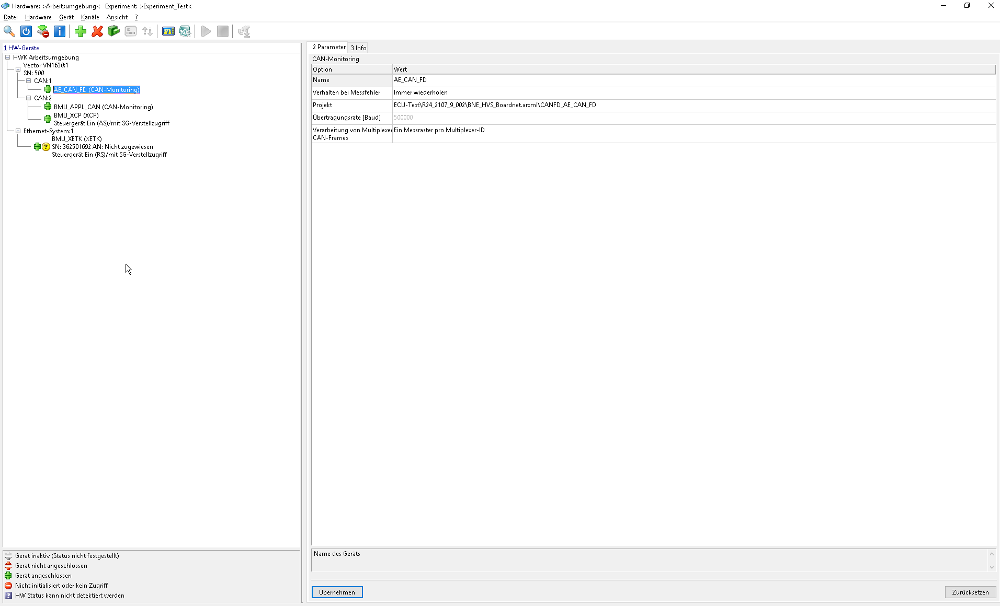 Hardware: >Arbeitsumgebung<   Experiment: >Experiment_Test<
Datei   Hardware   Gerät   Kanäle   Ansicht   ?
1 HW-Geräte
HWK Arbeitsumgebung
Vector VN1630:1
SN: 500
CAN:1
AE_CAN_FD (CAN-Monitoring)
CAN:2
BMU_APPL_CAN (CAN-Monitoring)
BMU_XCP (XCP)
Steuergerät Ein (AS)/mit SG-Verstellzugriff
Ethernet-System:1
BMU_XETK (XETK)
SN: 362501692 AN: Nicht zugewiesen
Steuergerät Ein (RS)/mit SG-Verstellzugriff
Gerät inaktiv (Status nicht festgestellt)
Gerät nicht angeschlossen
Gerät angeschlossen
Nicht initialisiert oder kein Zugriff
HW Status kann nicht detektiert werden
2 Parameter   3 Info
CAN-Monitoring
Option   Wert
Name   AE_CAN_FD
Verhalten bei Messfehler   Immer wiederholen
Projekt   ECU-Test\R24_2107_9_002\BNE_HVS_Boardnet.arxml\CANFD_AE_CAN_FD
Übertragungsrate [Baud]   500000
Verarbeitung von Multiplexed   Ein Messraster pro Multiplexer-ID
CAN-Frames
Name des Geräts
Übernehmen   Zurücksetzen